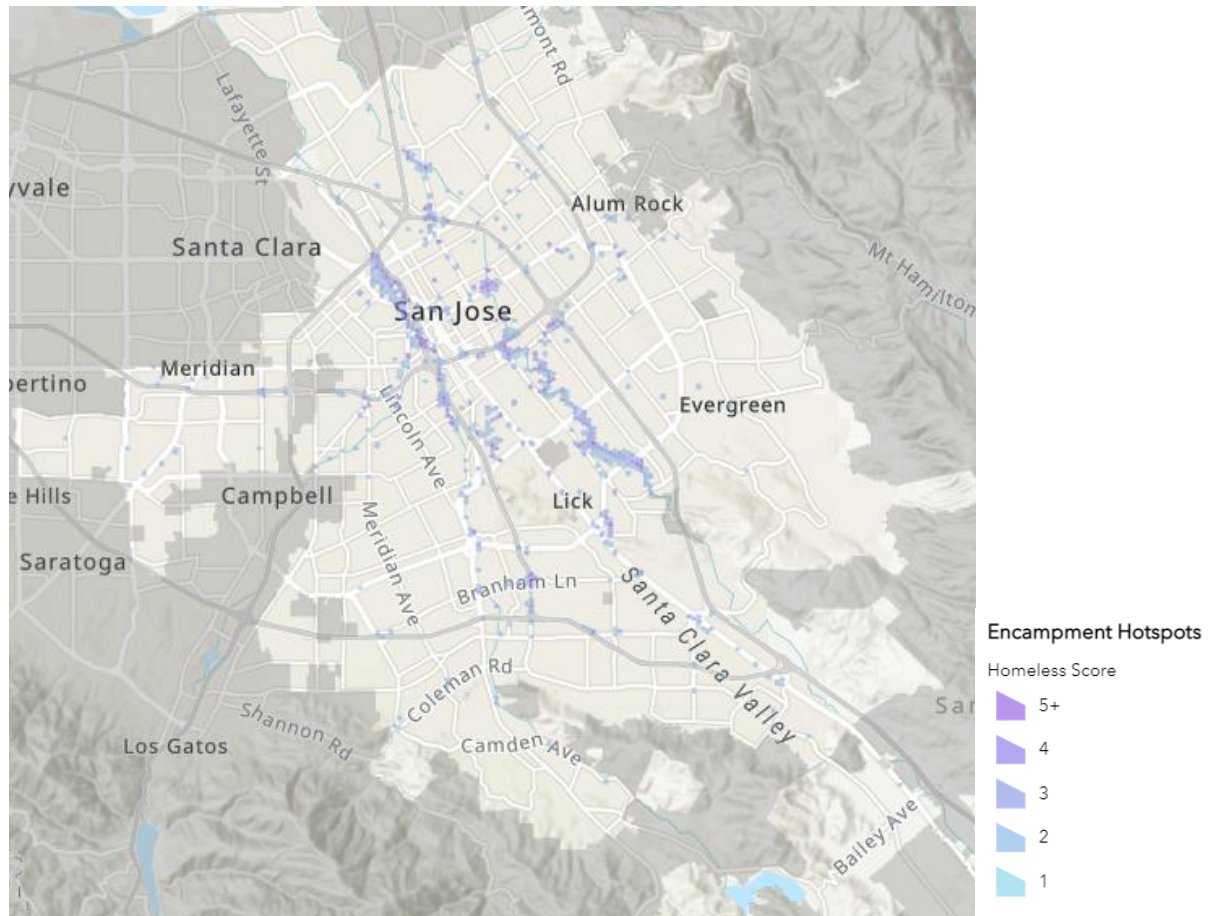 mont Rd
Lafayette St
yvale
Alum Rock
Santa Clara
Mt Hamilton
San Jose
Meridian
pertino
Lincoln Ave
Evergreen
e Hills
Campbell
Lick
Meridian Ave
Saratoga
Branham Ln
Santa Clara Valley
Coleman Rd
San
Shannon Rd
Los Gatos
Camden Ave
Bailey Ave
Encampment Hotspots
Homeless Score
5+
4
3
2
1